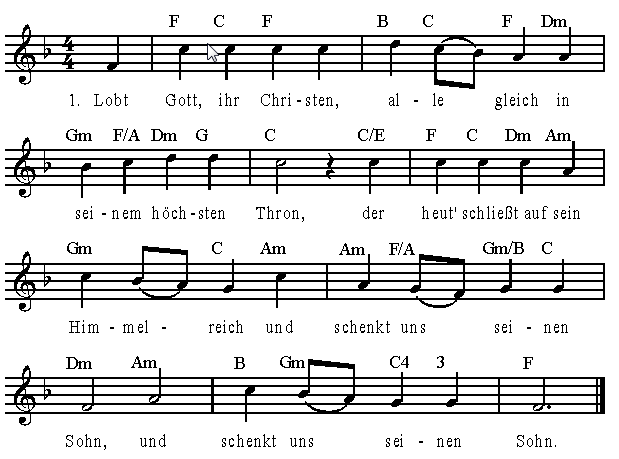 F C F B C F Dm
4
4
1. Lobt Gott, ihr Chri - sten, al - le gleich in
Gm F/A Dm G C C/E F C Dm Am
sei - nem höch - sten Thron, der heut' schließt auf sein
Gm C Am Am F/A Gm/B C
Him - mel - reich und schenkt uns sei - nen
Dm Am B Gm C4 3 F
Sohn, und schenkt uns sei - nen Sohn.